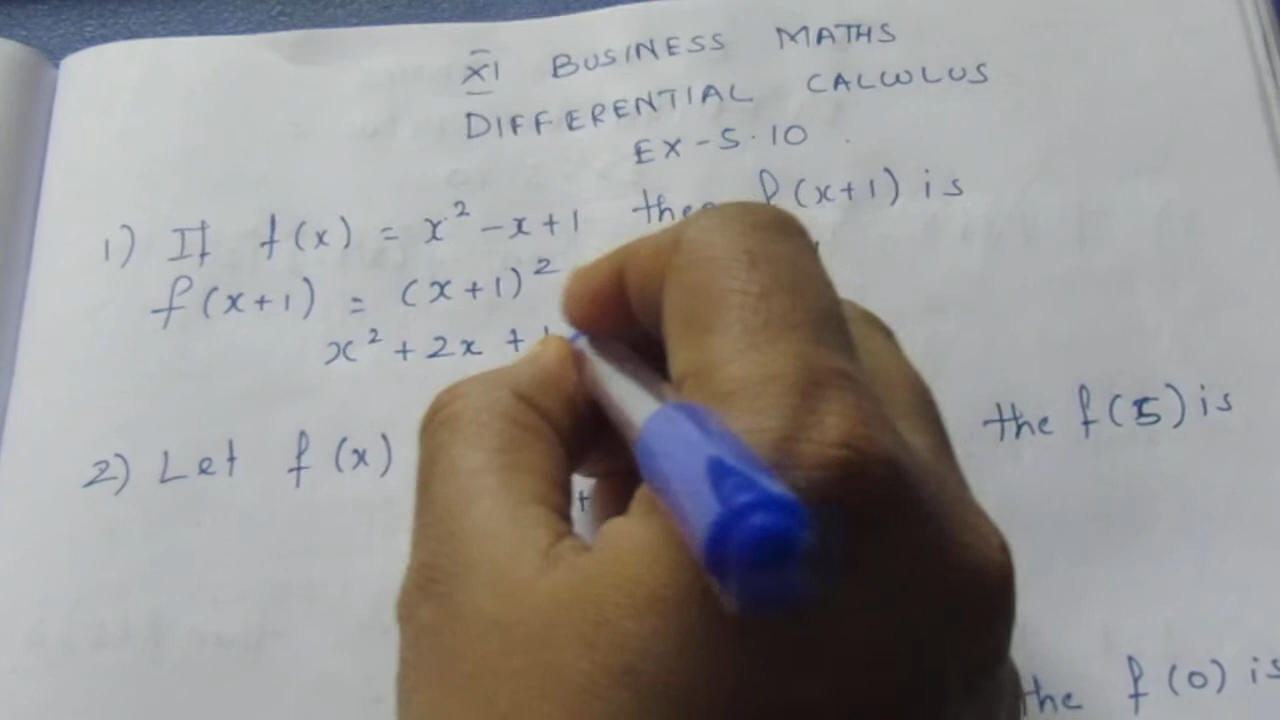 XI BUSINESS MATHS
DIFFERENTIAL CALCULUS
EX-5.10.
1) If f(x) = x² - x + 1 then f(x+1) is
f(x+1) = (x+1)²
x² + 2x +
2) Let f(x) the f(5) is
the f(0) is